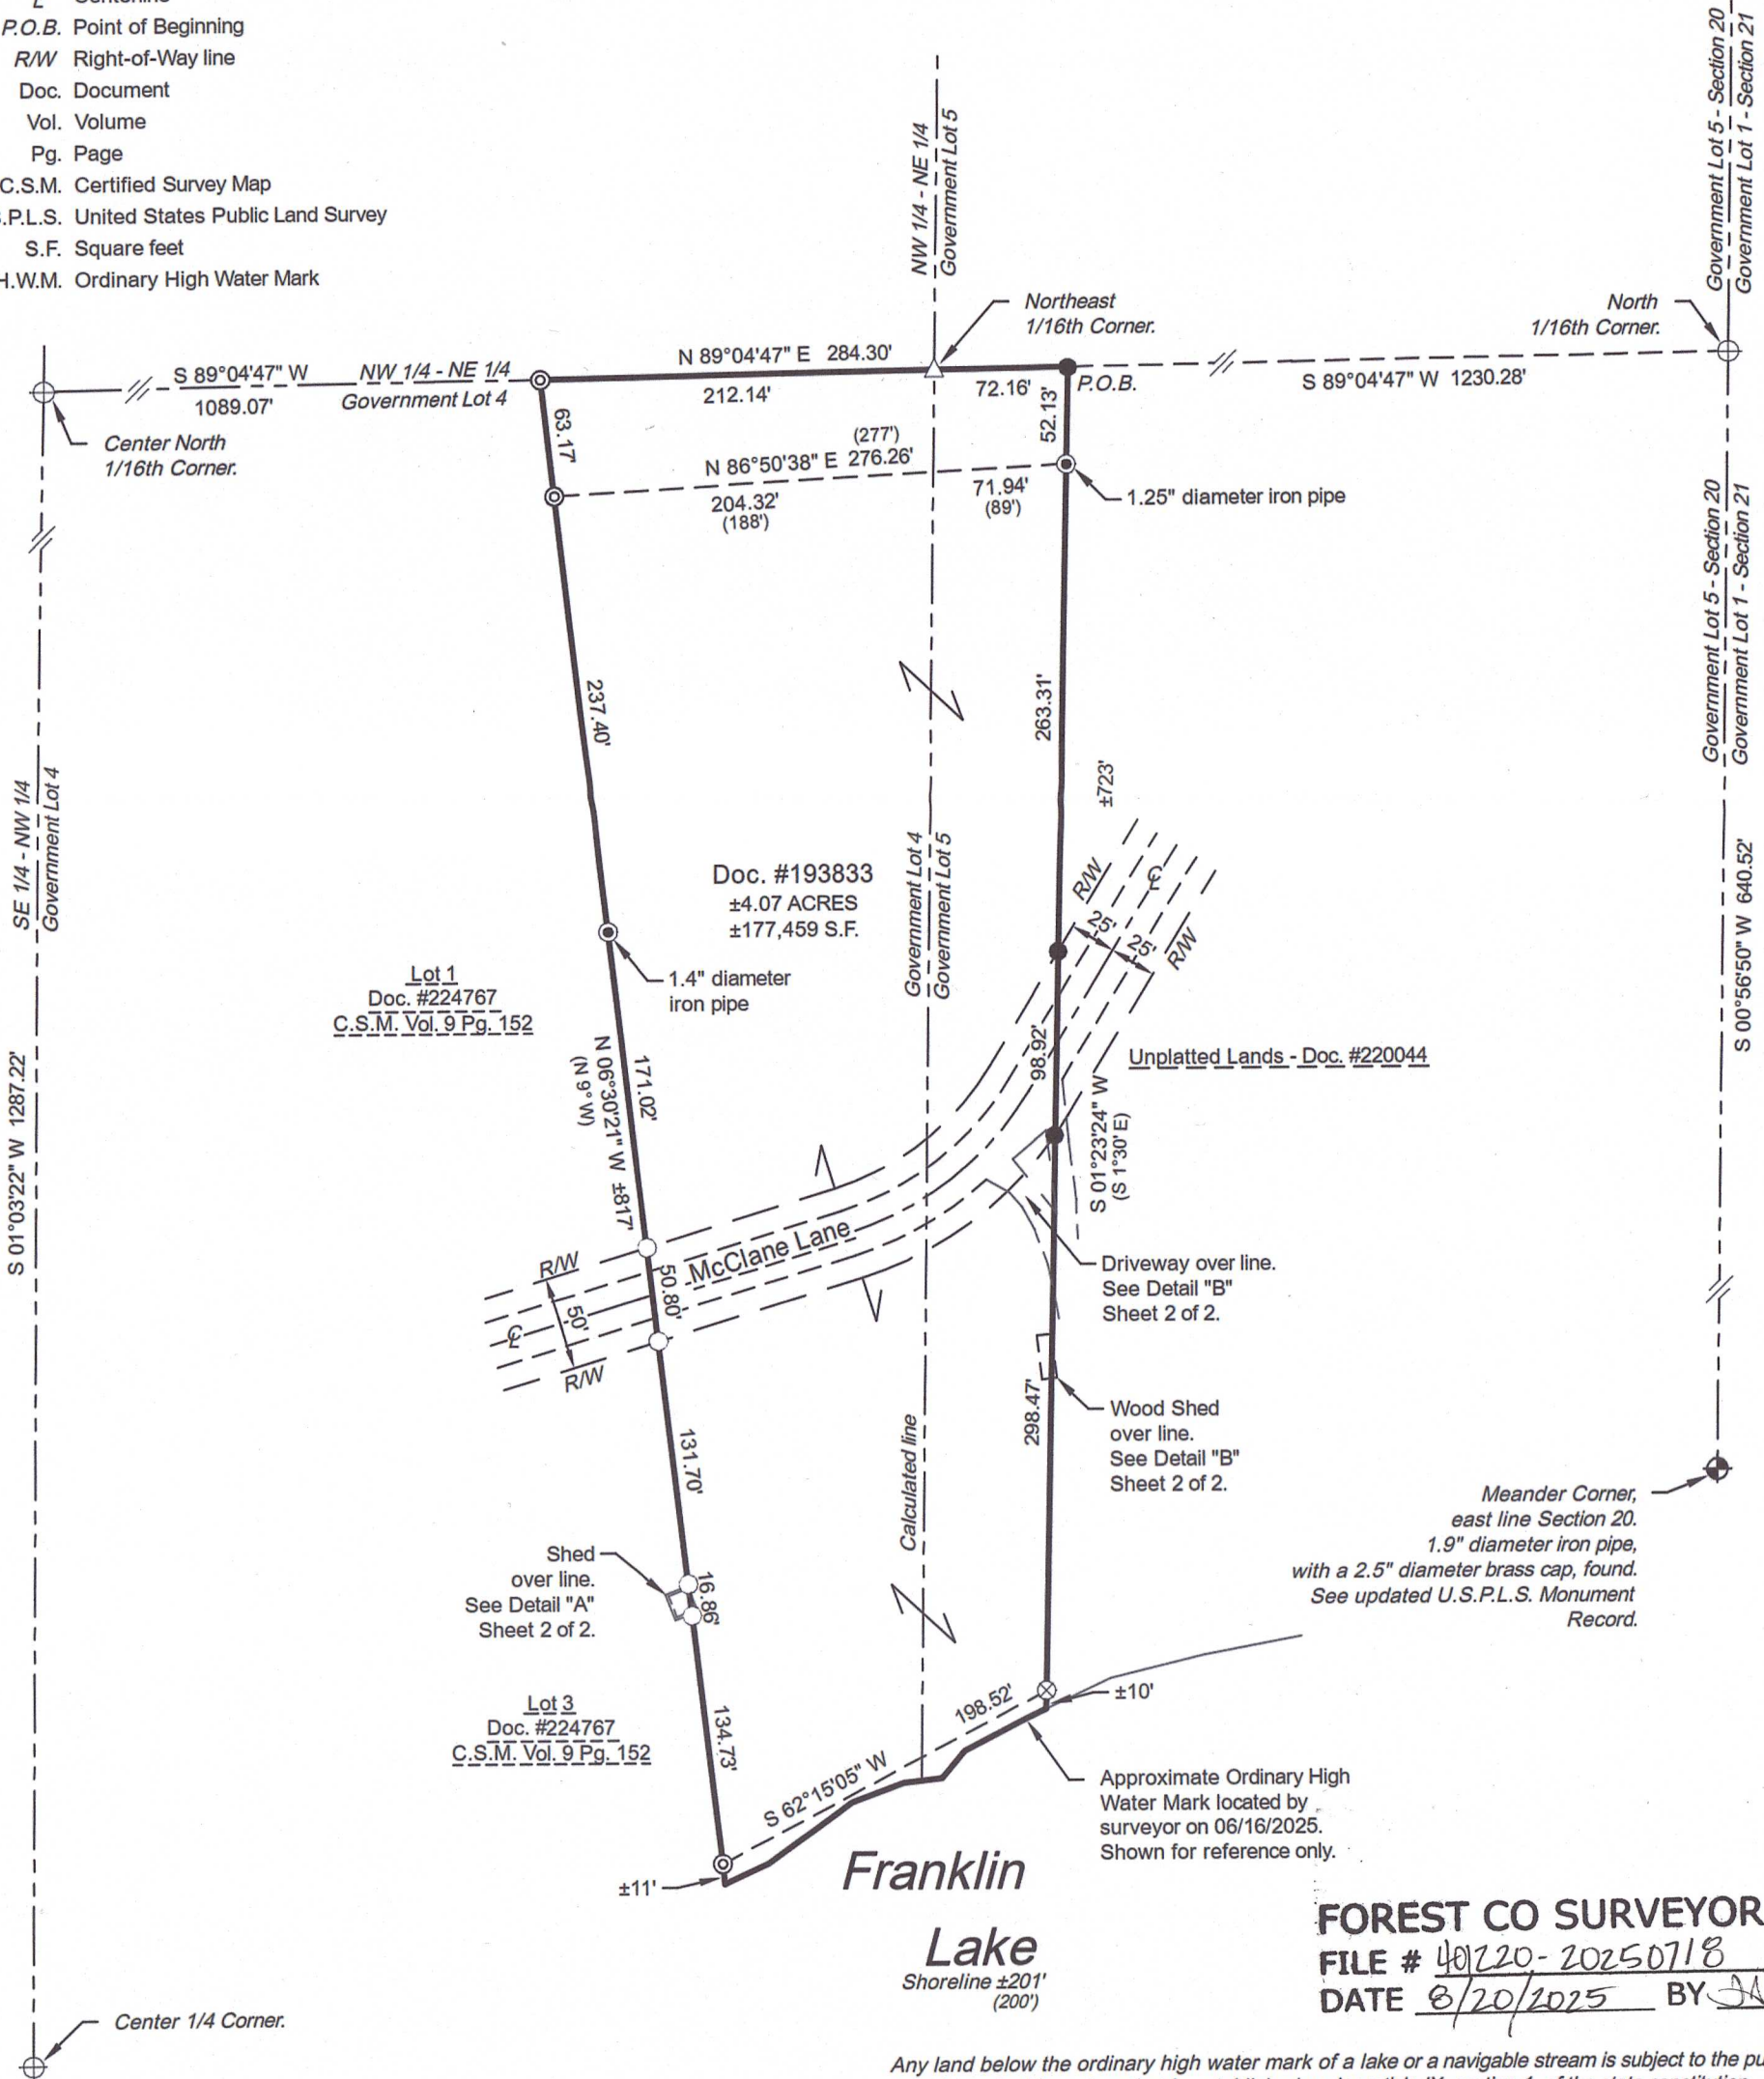 L Centerline
P.O.B. Point of Beginning
R/W Right-of-Way line
Doc. Document
Vol. Volume
Pg. Page
C.S.M. Certified Survey Map
.P.L.S. United States Public Land Survey
S.F. Square feet
H.W.M. Ordinary High Water Mark
NW 1/4 - NE 1/4
Government Lot 5
Government Lot 5 - Section 20
Government Lot 1 - Section 21
Northeast
1/16th Corner.
North
1/16th Corner.
S 89°04'47" W
1089.07'
NW 1/4 - NE 1/4
Government Lot 4
N 89°04'47" E 284.30'
212.14'
72.16'
P.O.B.
S 89°04'47" W 1230.28'
Center North
1/16th Corner.
63.17'
52.13'
(277')
N 86°50'38" E 276.26'
204.32'
(188')
71.94'
(89')
1.25" diameter iron pipe
Government Lot 5 - Section 20
Government Lot 1 - Section 21
237.40'
263.31'
±723'
SE 1/4 - NW 1/4
Government Lot 4
Doc. #193833
±4.07 ACRES
±177,459 S.F.
Government Lot 4
Government Lot 5
R/W
CL
25'
25'
R/W
S 00°56'50" W 640.52'
1.4" diameter
iron pipe
Lot 1
Doc. #224767
C.S.M. Vol. 9 Pg. 152
S 01°03'22" W 1287.22'
171.02'
N 06°30'21" W ±817'
(N 9° W)
98.92'
Unplatted Lands - Doc. #220044
S 01°23'24" W
(S 1°30' E)
McClane Lane
R/W
50'
CL
R/W
50.80'
Driveway over line.
See Detail "B"
Sheet 2 of 2.
298.47'
Wood Shed
over line.
See Detail "B"
Sheet 2 of 2.
131.70'
Calculated line
Meander Corner,
east line Section 20.
1.9" diameter iron pipe,
with a 2.5" diameter brass cap, found.
See updated U.S.P.L.S. Monument
Record.
Shed
over line.
See Detail "A"
Sheet 2 of 2.
16.86'
Lot 3
Doc. #224767
C.S.M. Vol. 9 Pg. 152
134.73'
198.52'
S 62°15'05" W
±10'
Approximate Ordinary High
Water Mark located by
surveyor on 06/16/2025.
Shown for reference only.
±11'
Franklin
Lake
Shoreline ±201'
(200')
FOREST CO SURVEYOR
FILE # 401220-20250718
DATE 8/20/2025 BY
Center 1/4 Corner.
Any land below the ordinary high water mark of a lake or a navigable stream is subject to the